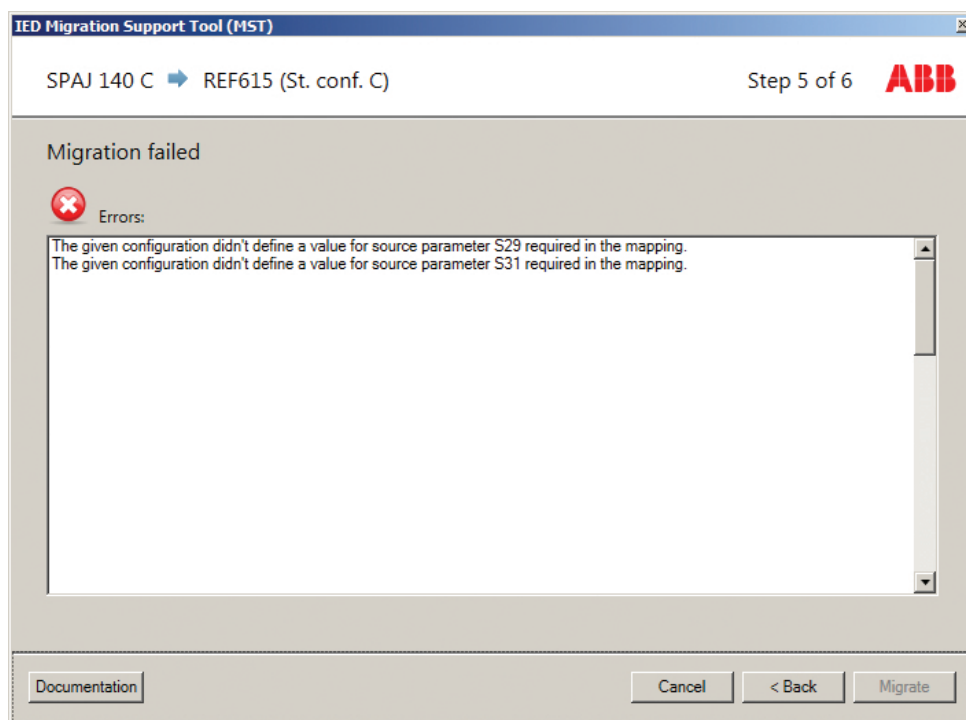 IED Migration Support Tool (MST)
SPAJ 140 C REF615 (St. conf. C) Step 5 of 6 ABB
Migration failed
Errors:
The given configuration didn't define a value for source parameter S29 required in the mapping.
The given configuration didn't define a value for source parameter S31 required in the mapping.
Documentation Cancel < Back Migrate